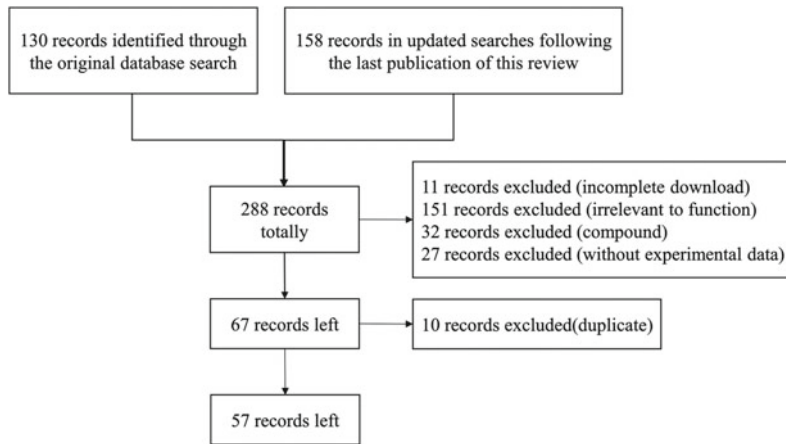 130 records identified through
the original database search
158 records in updated searches following
the last publication of this review
288 records
totally
11 records excluded (incomplete download)
151 records excluded (irrelevant to function)
32 records excluded (compound)
27 records excluded (without experimental data)
67 records left
10 records excluded(duplicate)
57 records left